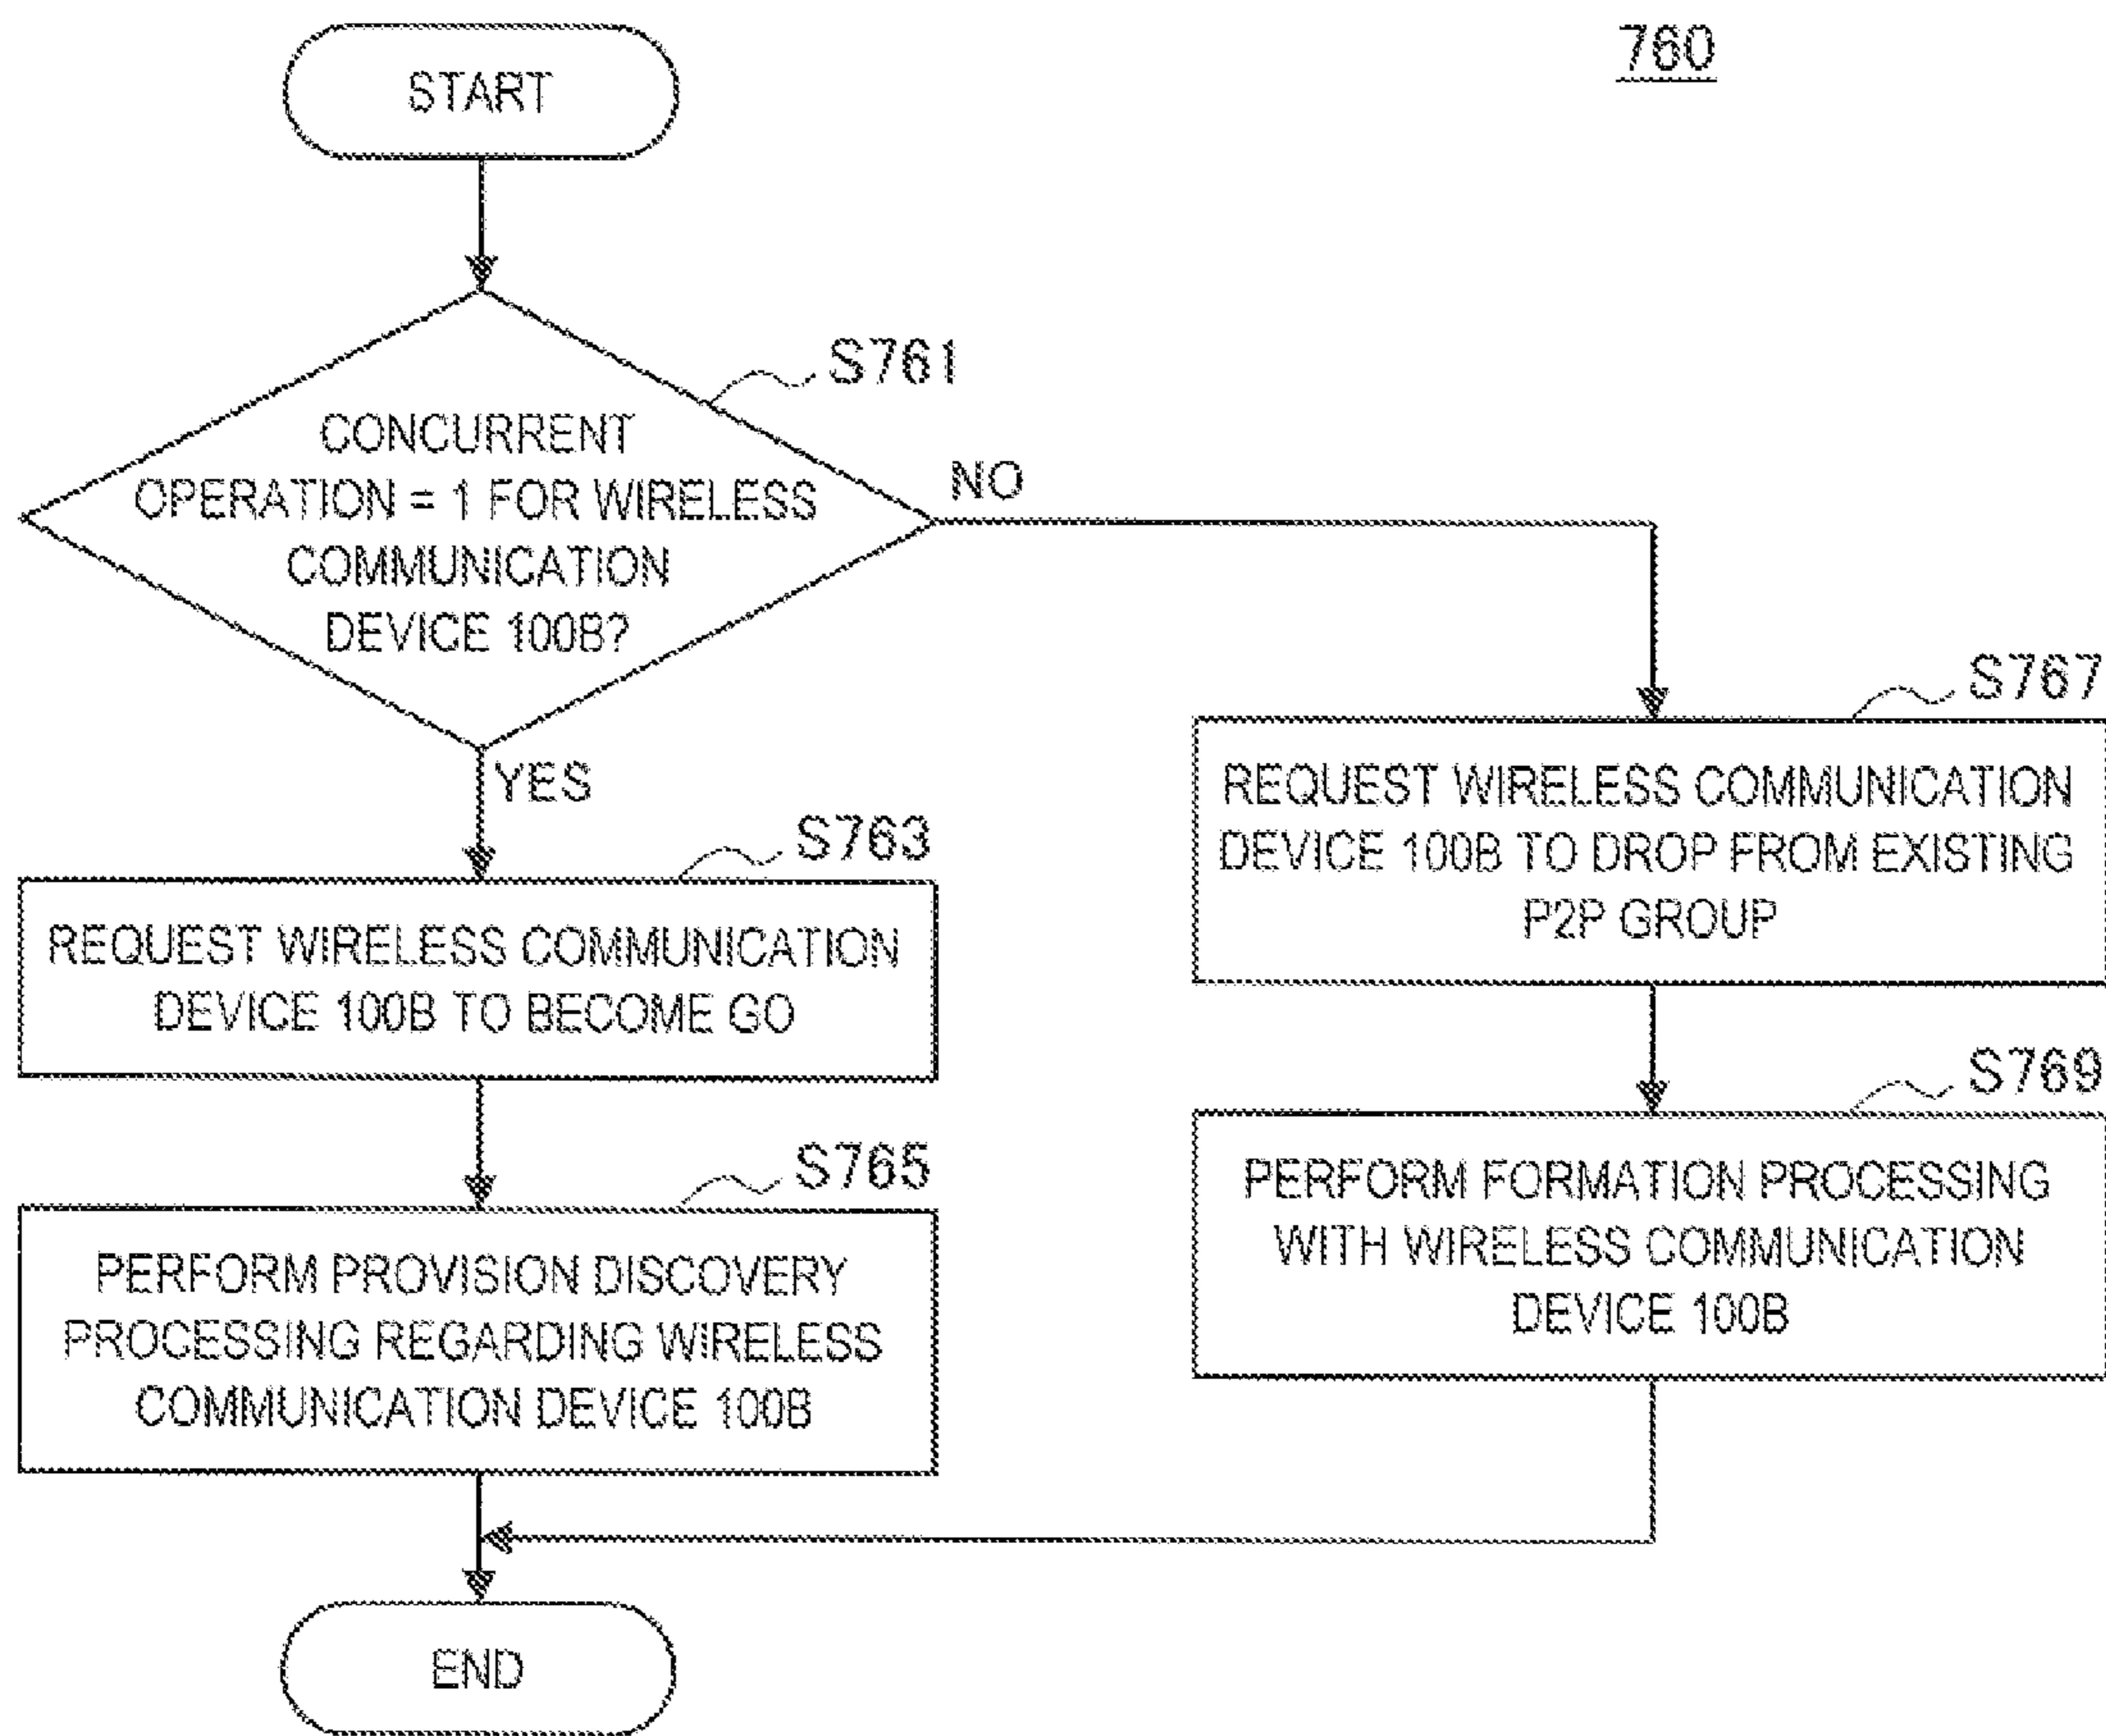 760
START
S761
CONCURRENT
OPERATION = 1 FOR WIRELESS
COMMUNICATION
DEVICE 100B?
NO
YES
S763
REQUEST WIRELESS COMMUNICATION
DEVICE 100B TO BECOME GO
S765
PERFORM PROVISION DISCOVERY
PROCESSING REGARDING WIRELESS
COMMUNICATION DEVICE 100B
S767
REQUEST WIRELESS COMMUNICATION
DEVICE 100B TO DROP FROM EXISTING
P2P GROUP
S769
PERFORM FORMATION PROCESSING
WITH WIRELESS COMMUNICATION
DEVICE 100B
END